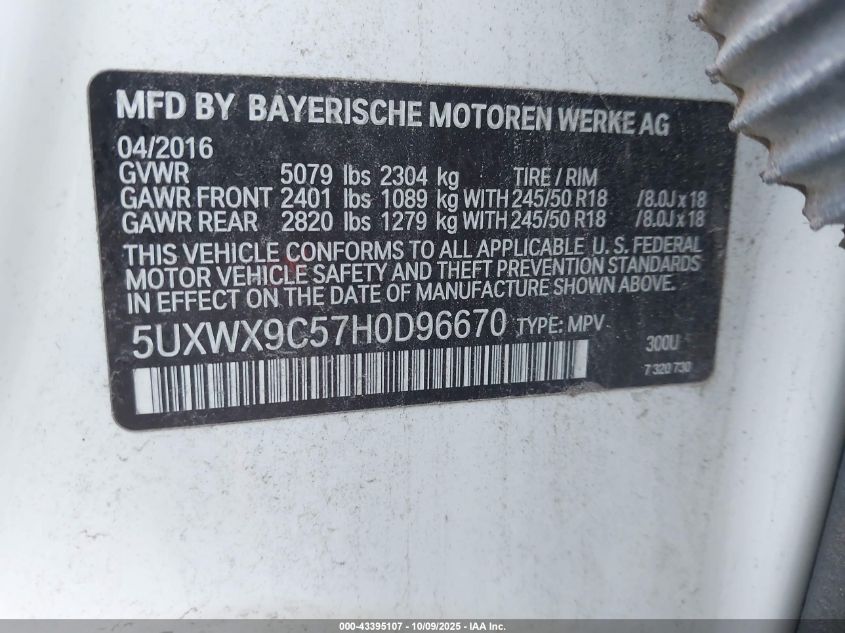 MFD BY BAYERISCHE MOTOREN WERKE AG
04/2016
GVWR 5079 lbs 2304 kg TIRE / RIM
GAWR FRONT 2401 lbs 1089 kg WITH 245/50 R18 /8.0J x 18
GAWR REAR 2820 lbs 1279 kg WITH 245/50 R18 /8.0J x 18
THIS VEHICLE CONFORMS TO ALL APPLICABLE U.S. FEDERAL
MOTOR VEHICLE SAFETY AND THEFT PREVENTION STANDARDS
IN EFFECT ON THE DATE OF MANUFACTURE SHOWN ABOVE.
5UXWX9C57H0D96670 TYPE: MPV 300U
7 320 730
000-43395107 - 10/09/2025 - IAA Inc.